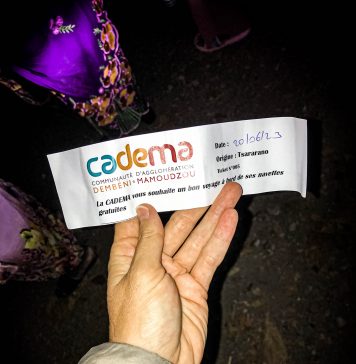 cadema
COMMUNAUTÉ D'AGGLOMÉRATION
DEMBENI • MAMOUDZOU
Date : 20/06/23
Origine : Tsararano
Ticket N°
La CADEMA vous souhaite un bon voyage à bord de ses navettes
gratuites